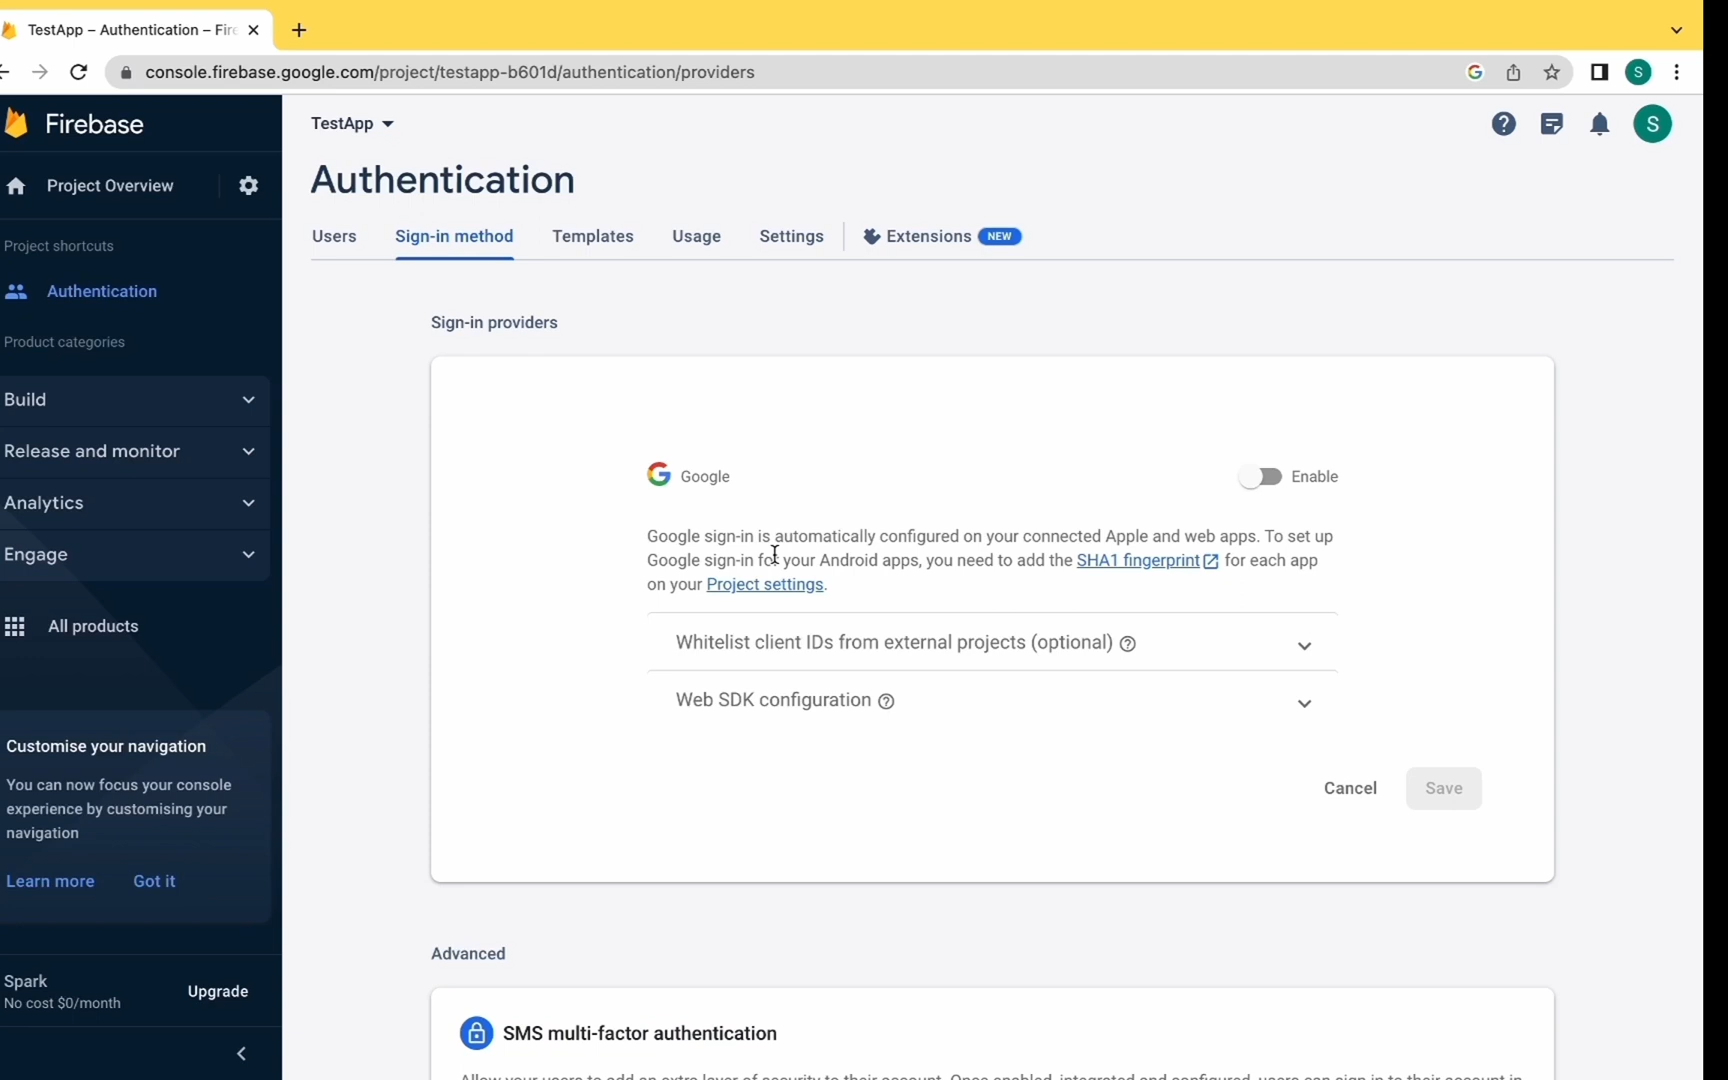 TestApp – Authentication – Fire
console.firebase.google.com/project/testapp-b601d/authentication/providers
S
Firebase
TestApp
S
Authentication
Project Overview
Users
Sign-in method
Templates
Usage
Settings
Extensions NEW
Project shortcuts
Authentication
Product categories
Build
Release and monitor
Analytics
Engage
All products
Customise your navigation
You can now focus your console
experience by customising your
navigation
Learn more
Got it
Spark
No cost $0/month
Upgrade
Sign-in providers
Google
Enable
Google sign-in is automatically configured on your connected Apple and web apps. To set up
Google sign-in for your Android apps, you need to add the SHA1 fingerprint for each app
on your Project settings.
Whitelist client IDs from external projects (optional)
Web SDK configuration
Cancel
Save
Advanced
SMS multi-factor authentication
Allow your users to add an extra layer of security to their account. Once enabled, integrated and configured, users can sign in to their account in